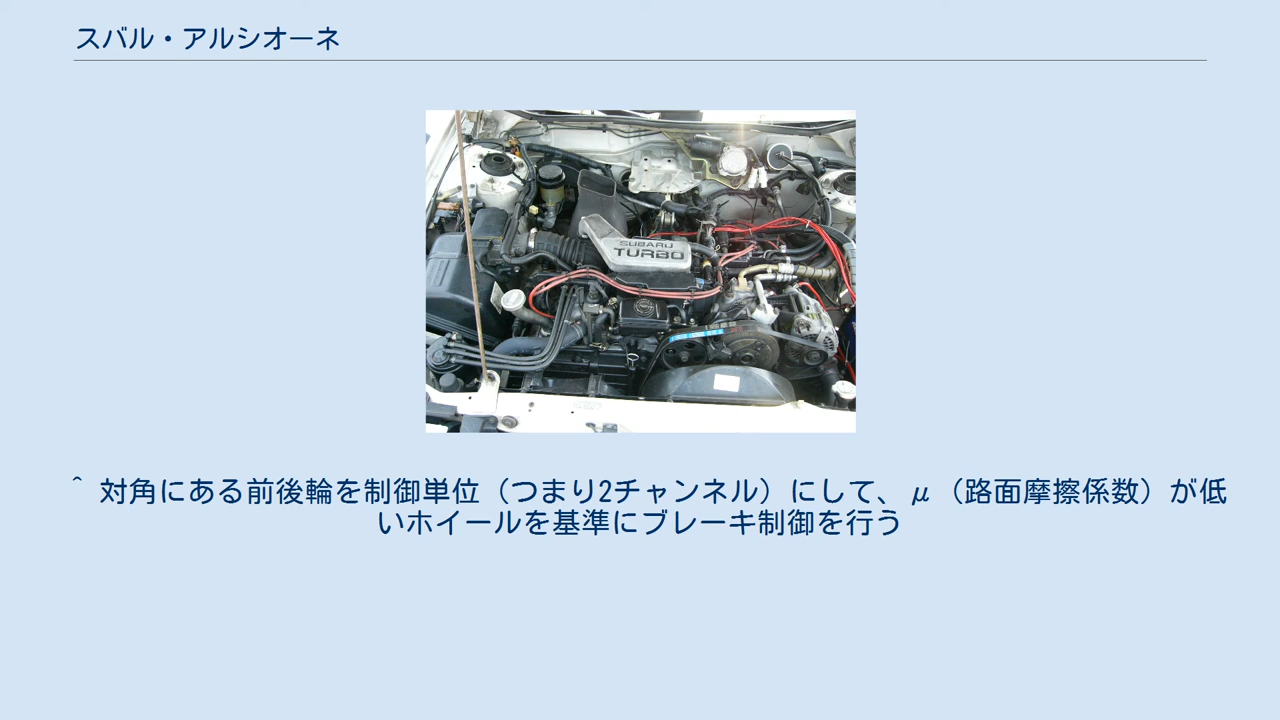 スバル・アルシオーネ
SUBARU
TURBO
^ 対角にある前後輪を制御単位（つまり2チャンネル）にして、μ（路面摩擦係数）が低
いホイールを基準にブレーキ制御を行う